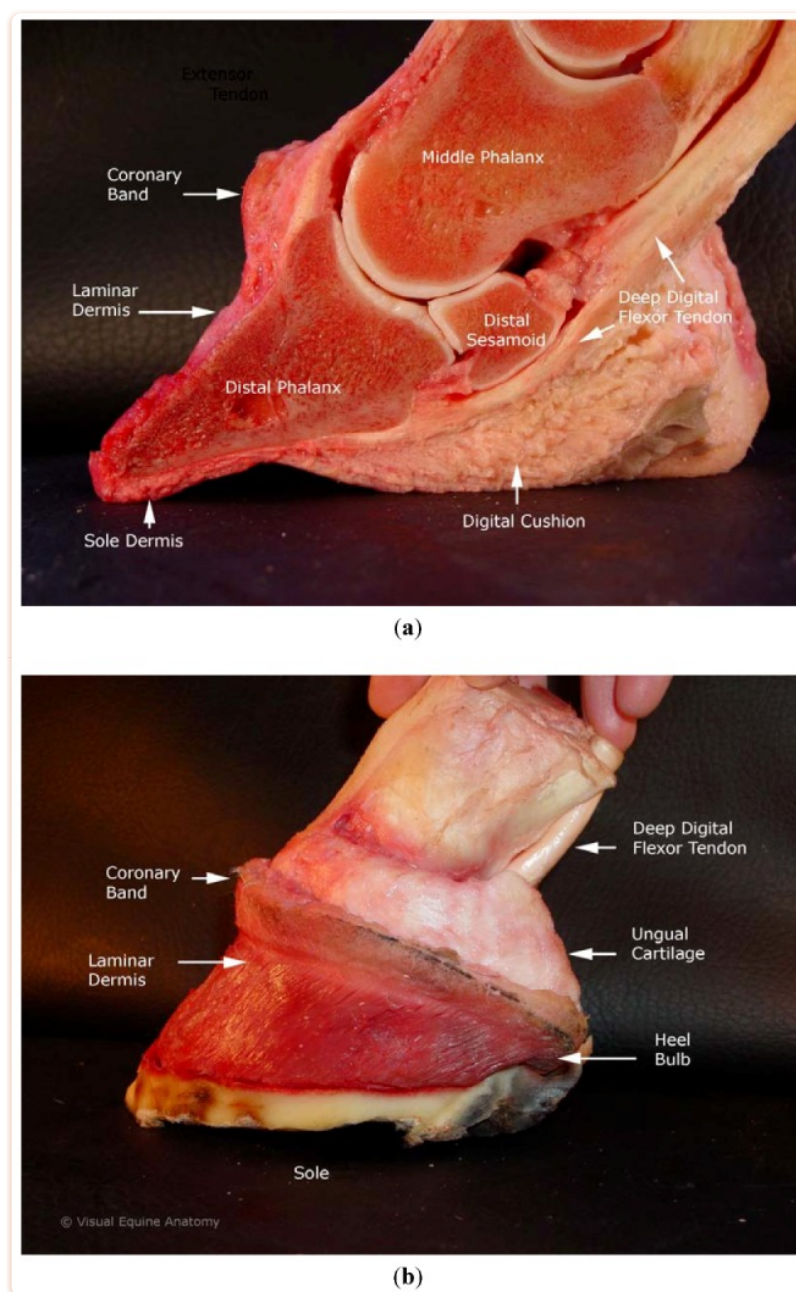 Extensor
Tendon
Coronary
Band
Middle Phalanx
Laminar
Dermis
Deep Digital
Flexor Tendon
Distal
Sesamoid
Distal Phalanx
Digital Cushion
Sole Dermis
(a)
Deep Digital
Flexor Tendon
Coronary
Band
Ungual
Cartilage
Laminar
Dermis
Heel
Bulb
Sole
© Visual Equine Anatomy
(b)